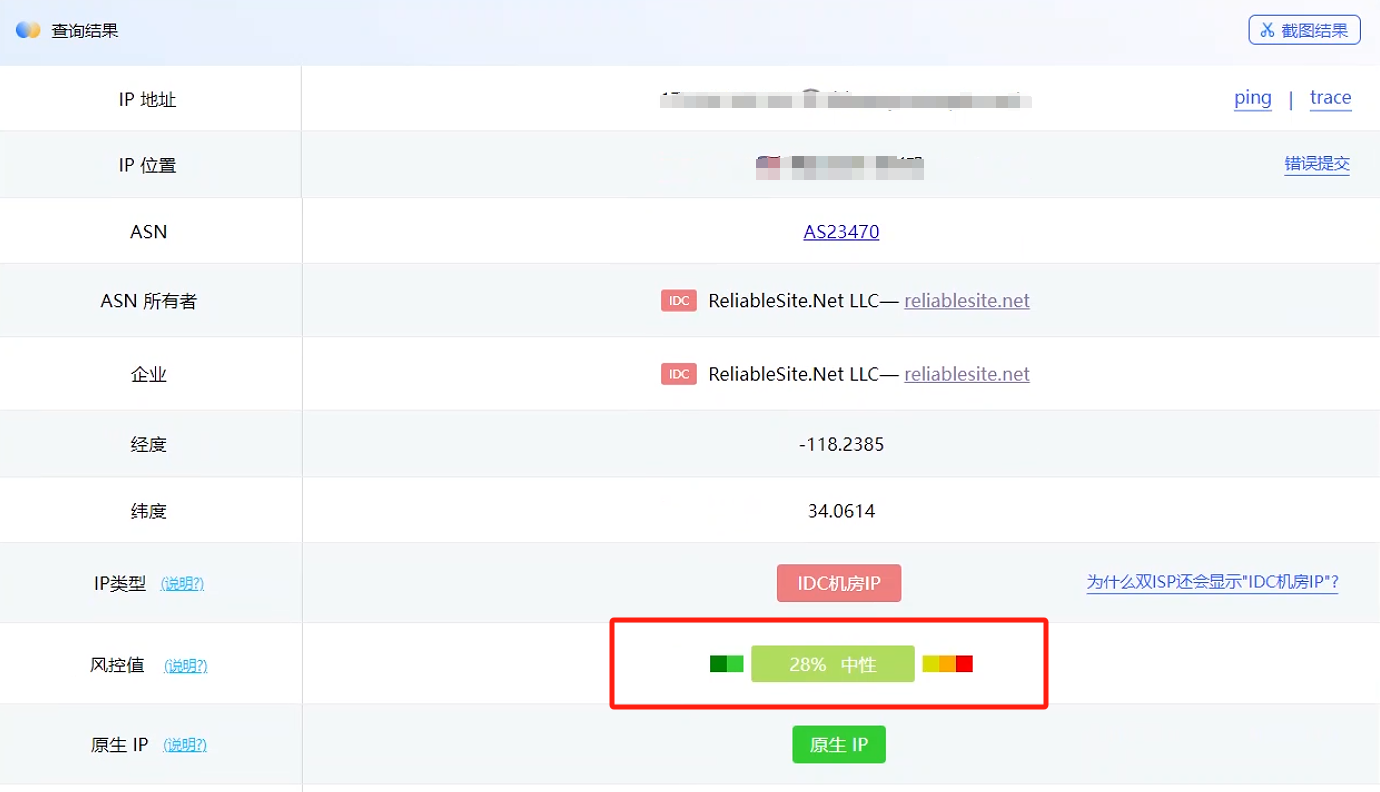 查询结果
截图结果
IP 地址
ping | trace
IP 位置
错误提交
ASN
AS23470
ASN 所有者
IDC ReliableSite.Net LLC— reliablesite.net
企业
IDC ReliableSite.Net LLC— reliablesite.net
经度
-118.2385
纬度
34.0614
IP类型 (说明?)
IDC机房IP
为什么双ISP还会显示"IDC机房IP"?
风控值 (说明?)
28% 中性
原生 IP (说明?)
原生 IP